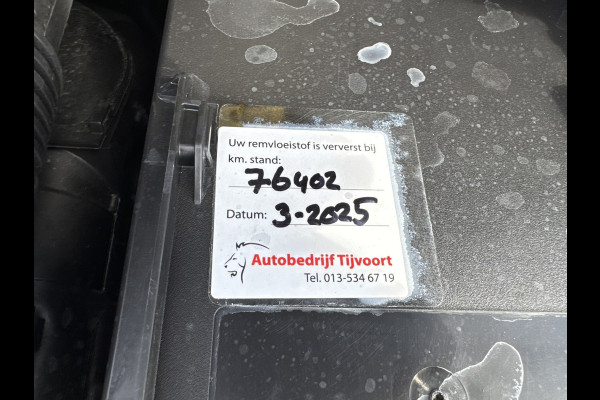 Uw remvloeistof is ververst bij
km. stand:
76402
Datum: 3-2025
Autobedrijf Tijvoort
Tel. 013-534 67 19